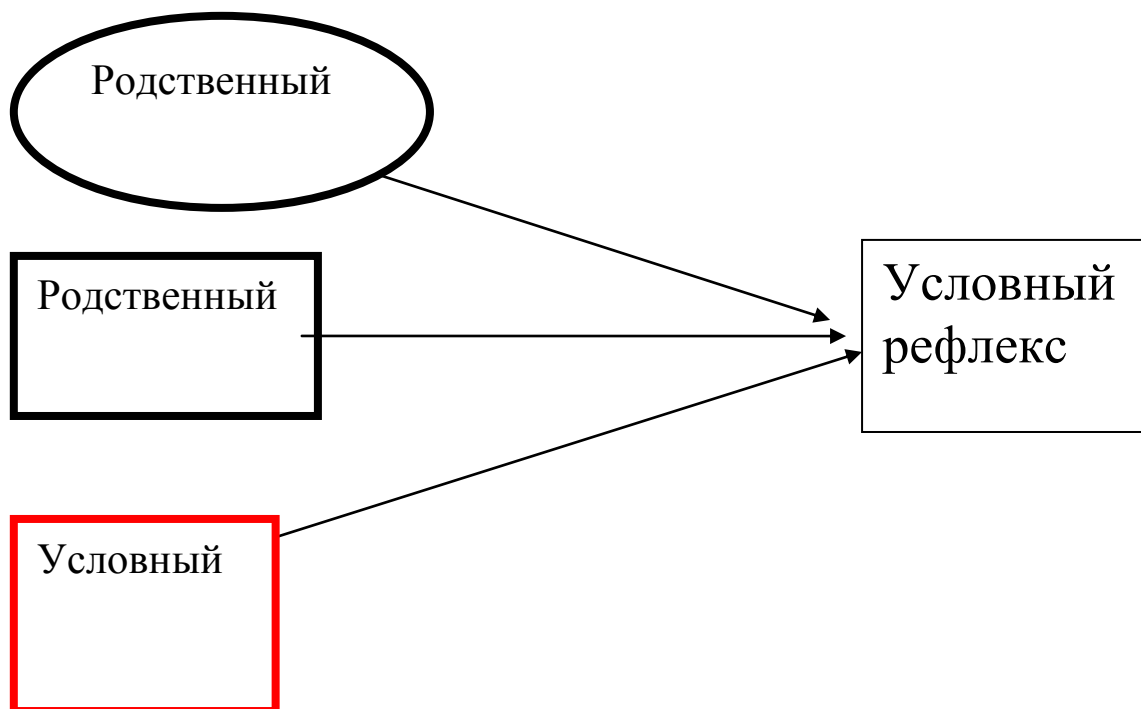 Родственный
Родственный
Условный
рефлекс
Условный